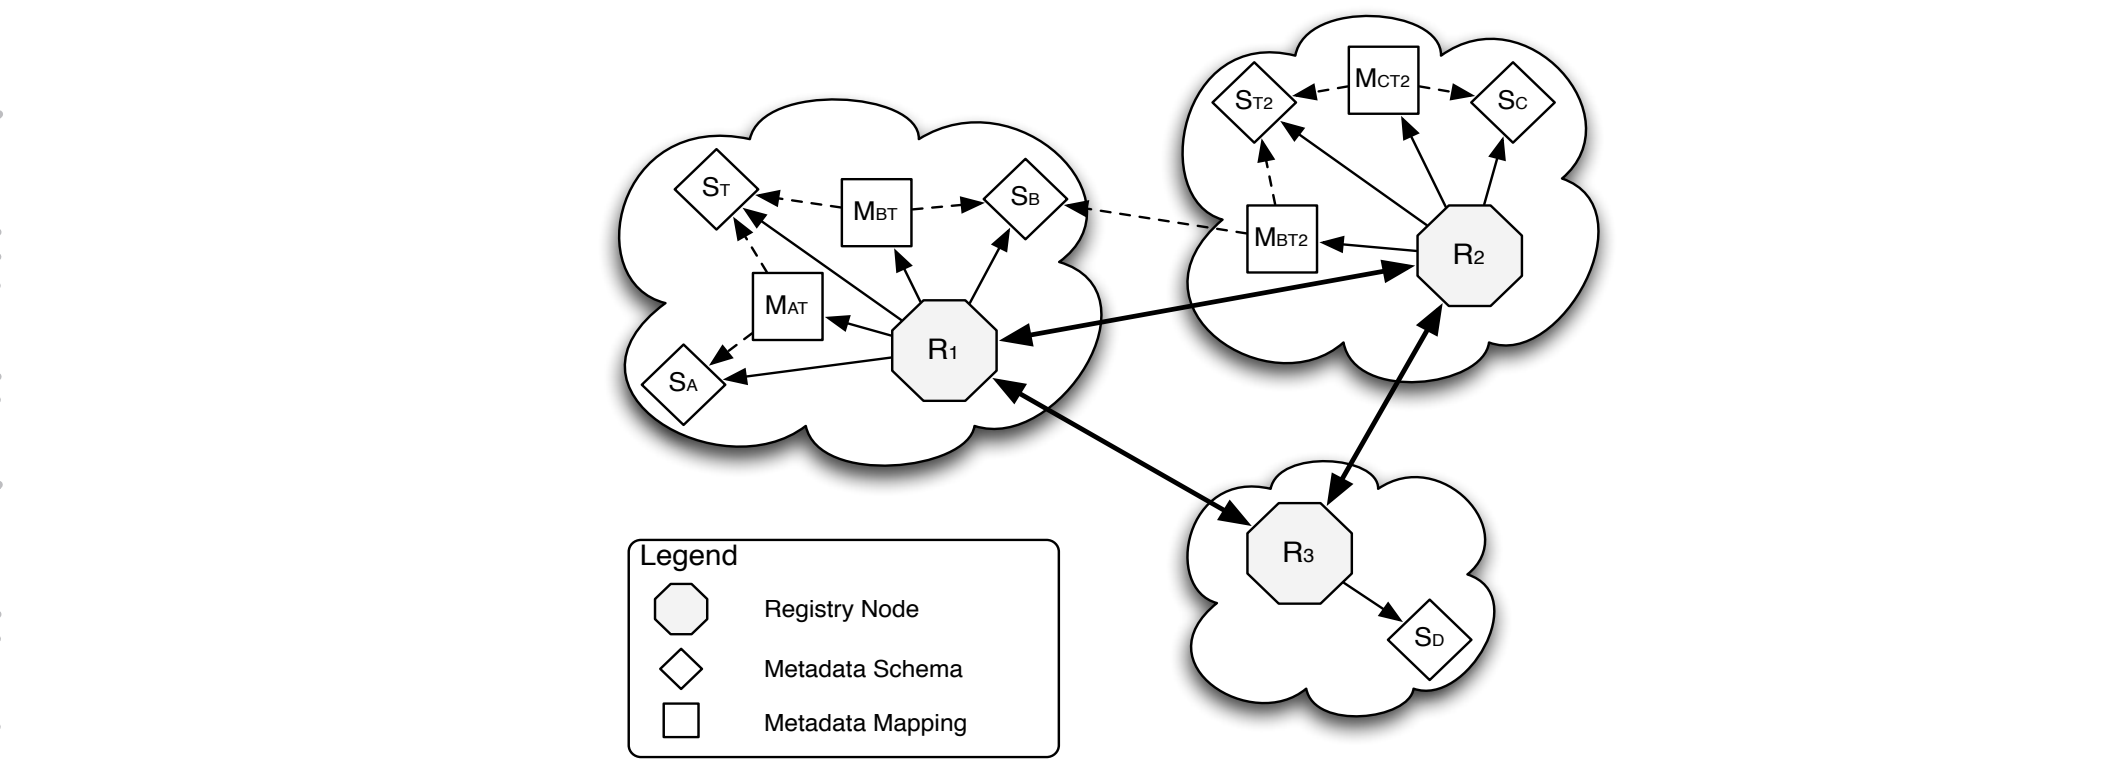 MCT2
ST2
SC
ST
MBT
SB
MBT2
R2
MAT
R1
SA
R3
SD
Legend
Registry Node
Metadata Schema
Metadata Mapping